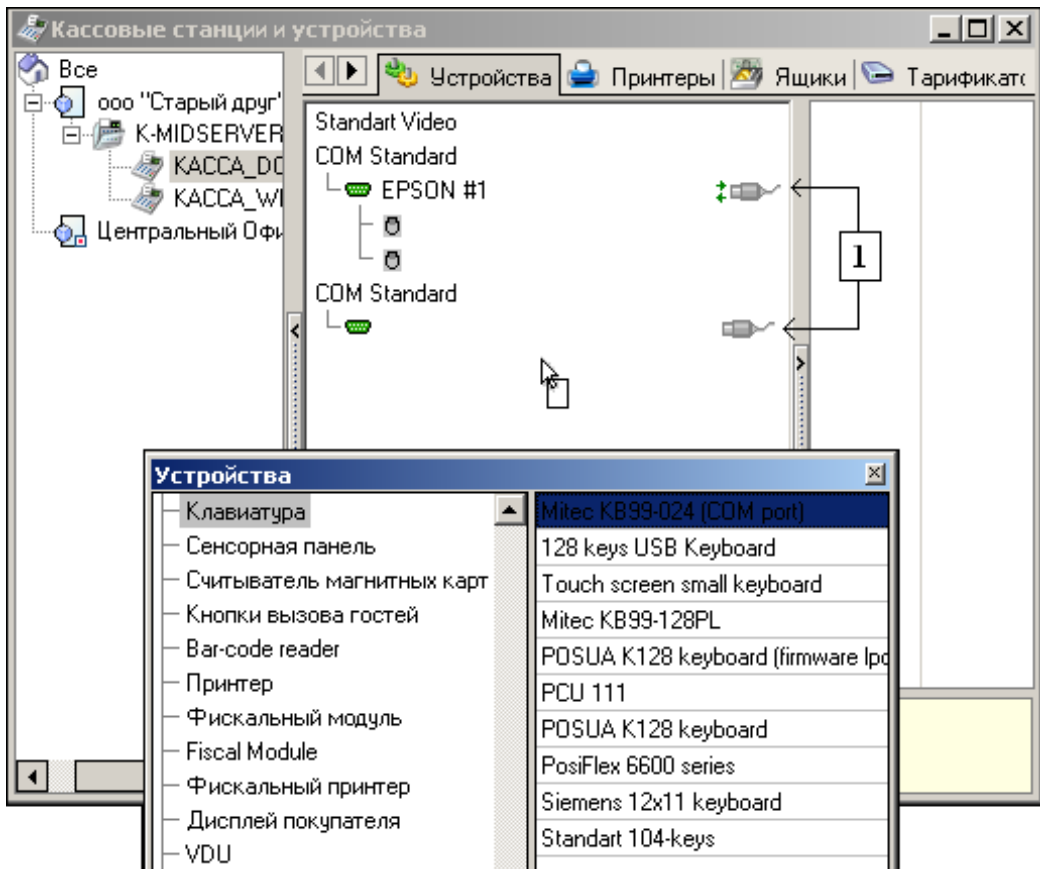 Кассовые станции и устройства
Все
ооо "Старый друг"
K-MIDSERVER
КАССА_DO
КАССА_WI
Центральный Офи
Устройства
Принтеры
Ящики
Тарификато
Standart Video
COM Standard
EPSON #1
COM Standard
1
Устройства
Клавиатура
Сенсорная панель
Считыватель магнитных карт
Кнопки вызова гостей
Bar-code reader
Принтер
Фискальный модуль
Fiscal Module
Фискальный принтер
Дисплей покупателя
VDU
Mitec KB99-024 (COM port)
128 keys USB Keyboard
Touch screen small keyboard
Mitec KB99-128PL
POSUA K128 keyboard (firmware lpc
PCU 111
POSUA K128 keyboard
PosiFlex 6600 series
Siemens 12x11 keyboard
Standart 104-keys